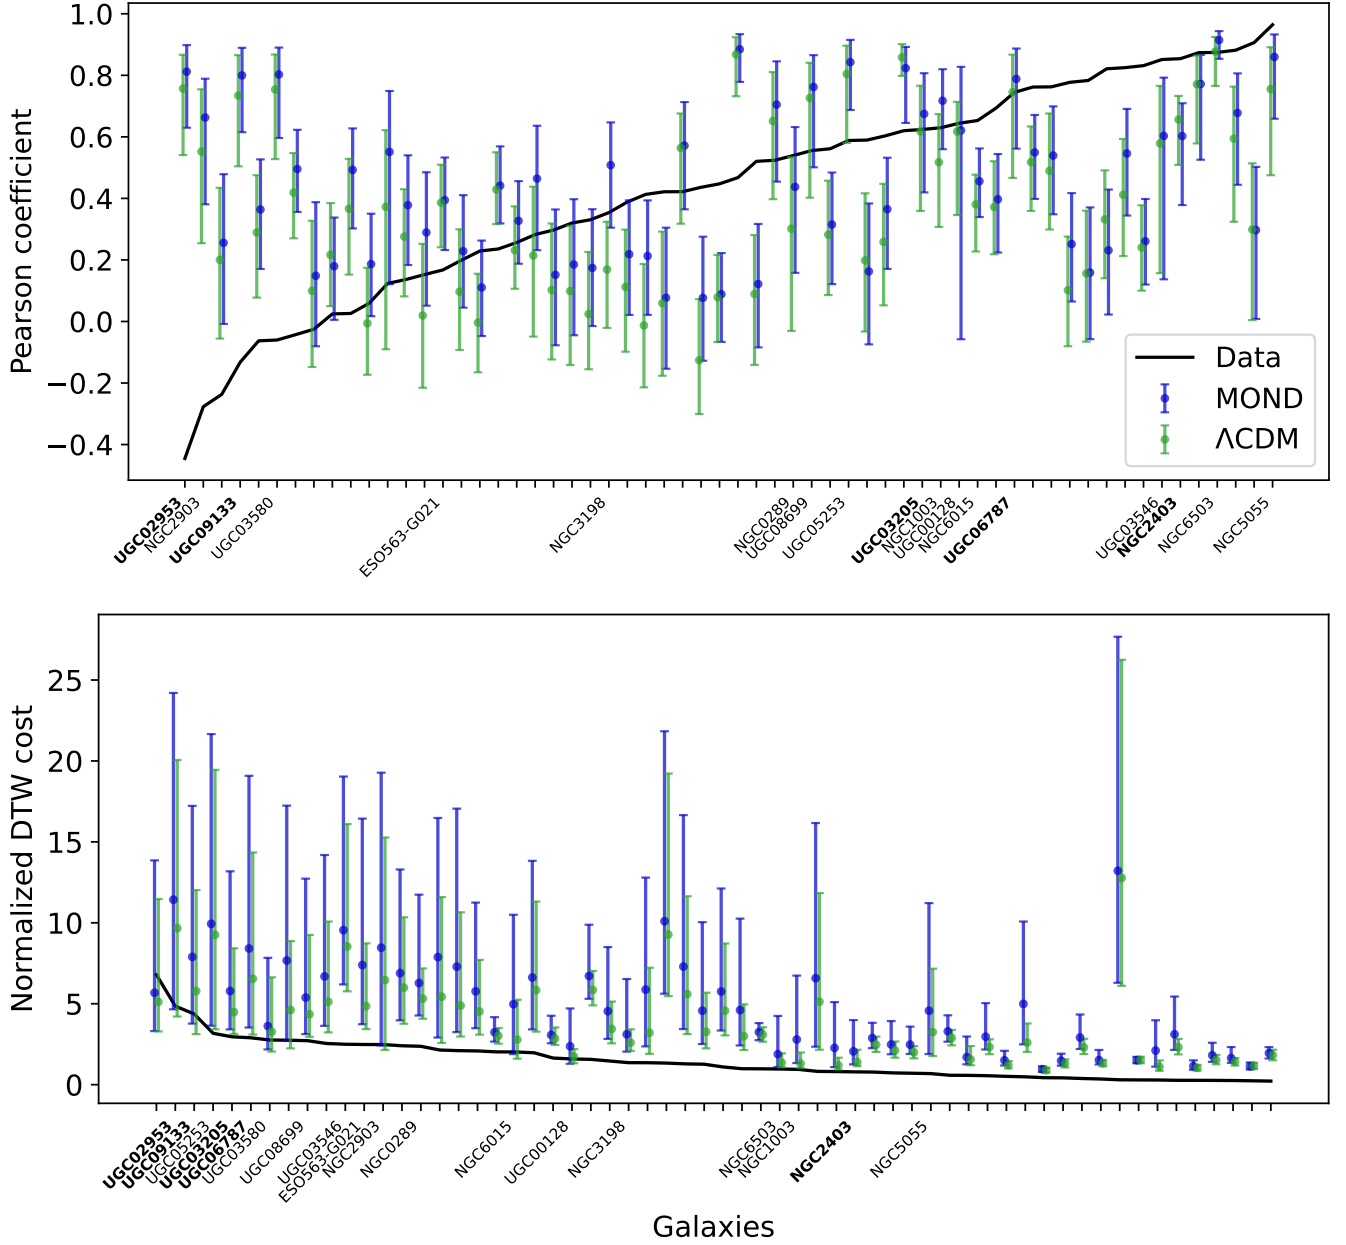 Pearson coefficient
1.0
0.8
0.6
0.4
0.2
0.0
−0.2
−0.4
Data
MOND
ΛCDM
UGC02953
NGC2903
UGC09133
UGC03580
ESO563-G021
NGC3198
NGC0289
UGC08699
UGC05253
UGC03205
NGC1003
UGC00128
NGC6015
UGC06787
UGC03546
NGC2403
NGC6503
NGC5055
Normalized DTW cost
25
20
15
10
5
0
UGC02953
UGC09133
UGC05253
UGC03205
UGC06787
UGC03580
UGC08699
UGC03546
ESO563-G021
NGC2903
NGC0289
NGC6015
UGC00128
NGC3198
NGC6503
NGC1003
NGC2403
NGC5055
Galaxies